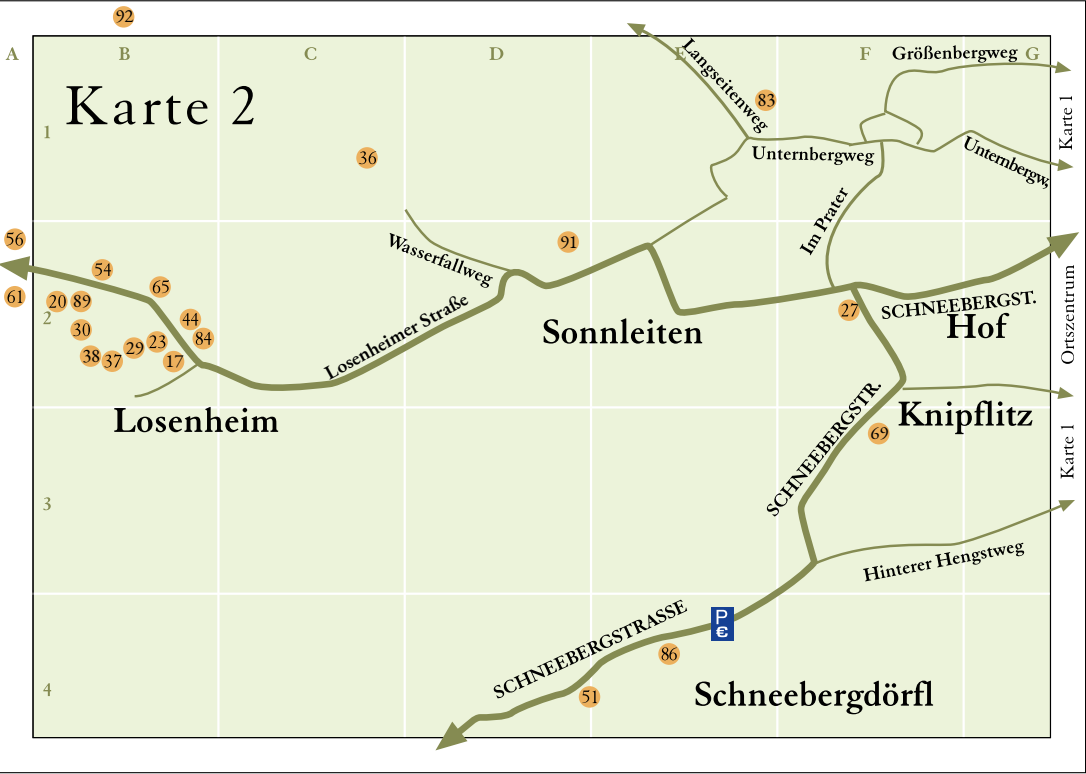 92
A
B
C
D
E
F
G
Karte 2
1
36
Langseitenweg
83
Größenbergweg
Karte 1
Unternbergweg
Unternbergw.
Im Prater
56
Wasserfallweg
91
54
65
61
20
89
2
30
44
84
38
37
29
23
17
Losenheimer Straße
Sonnleiten
27
SCHNEEBERGST.
Hof
Ortszentrum
Losenheim
SCHNEEBERGSTR.
Knipflitz
69
Karte 1
3
Hinterer Hengstweg
SCHNEEBERGSTRASSE
P
€
86
4
51
Schneebergdörfl